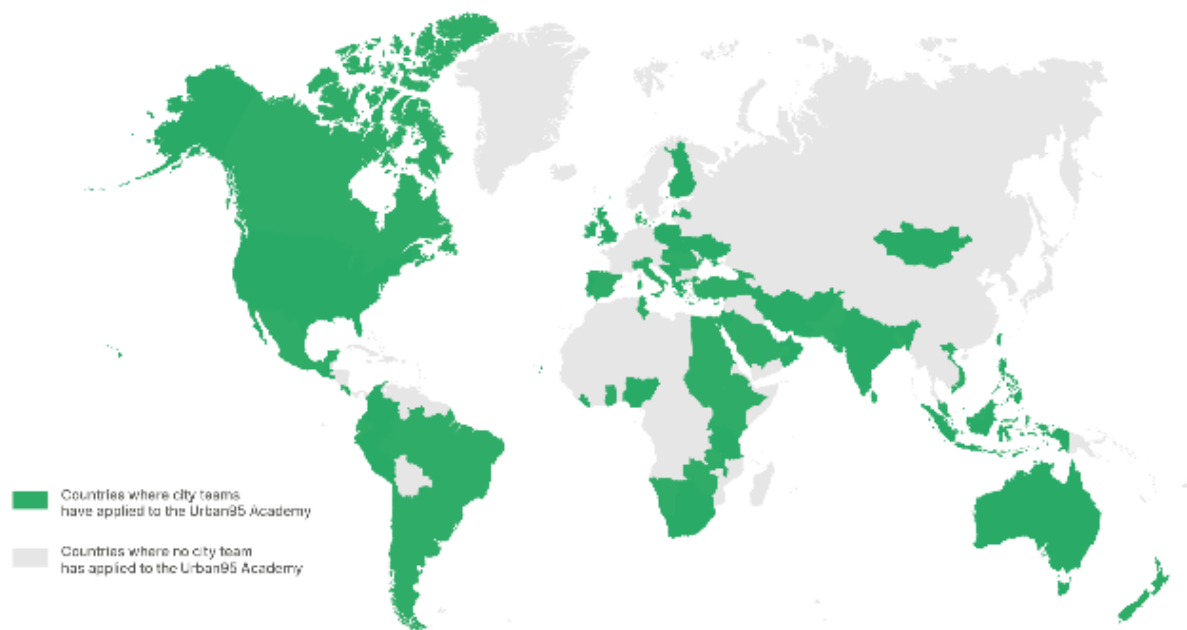 Countries where city teams
have applied to the Urban95 Academy
Countries where no city team
has applied to the Urban95 Academy